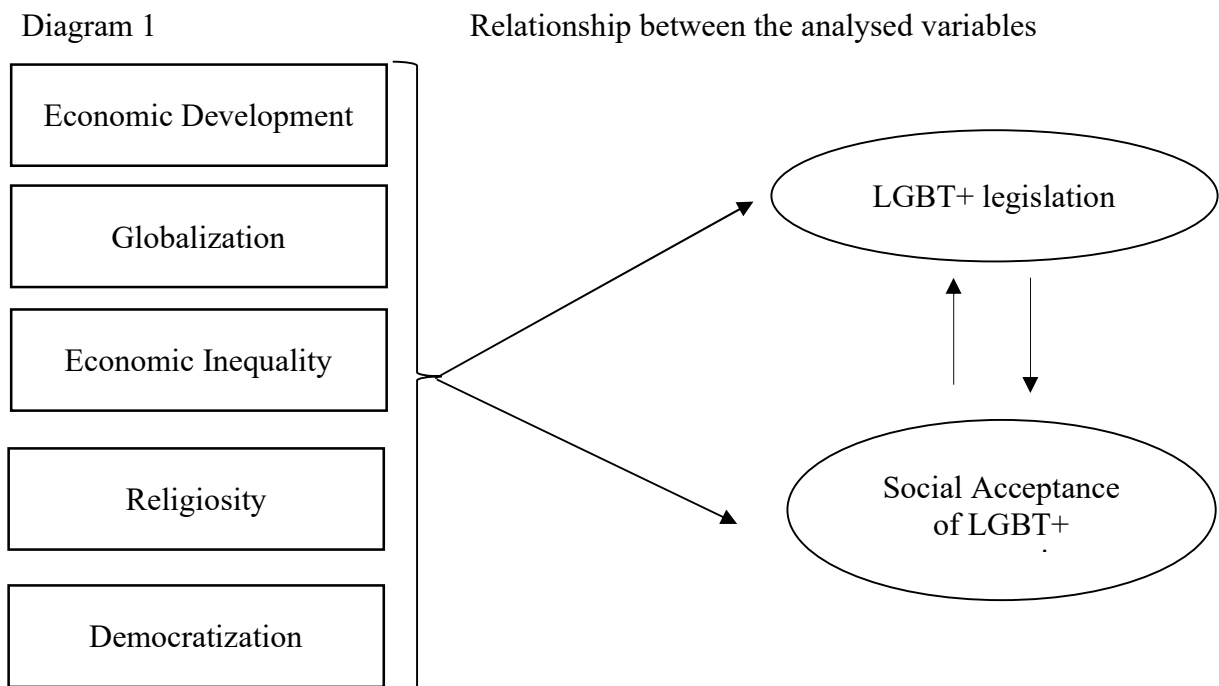 Diagram 1
Relationship between the analysed variables
Economic Development
Globalization
Economic Inequality
Religiosity
Democratization
LGBT+ legislation
Social Acceptance
of LGBT+